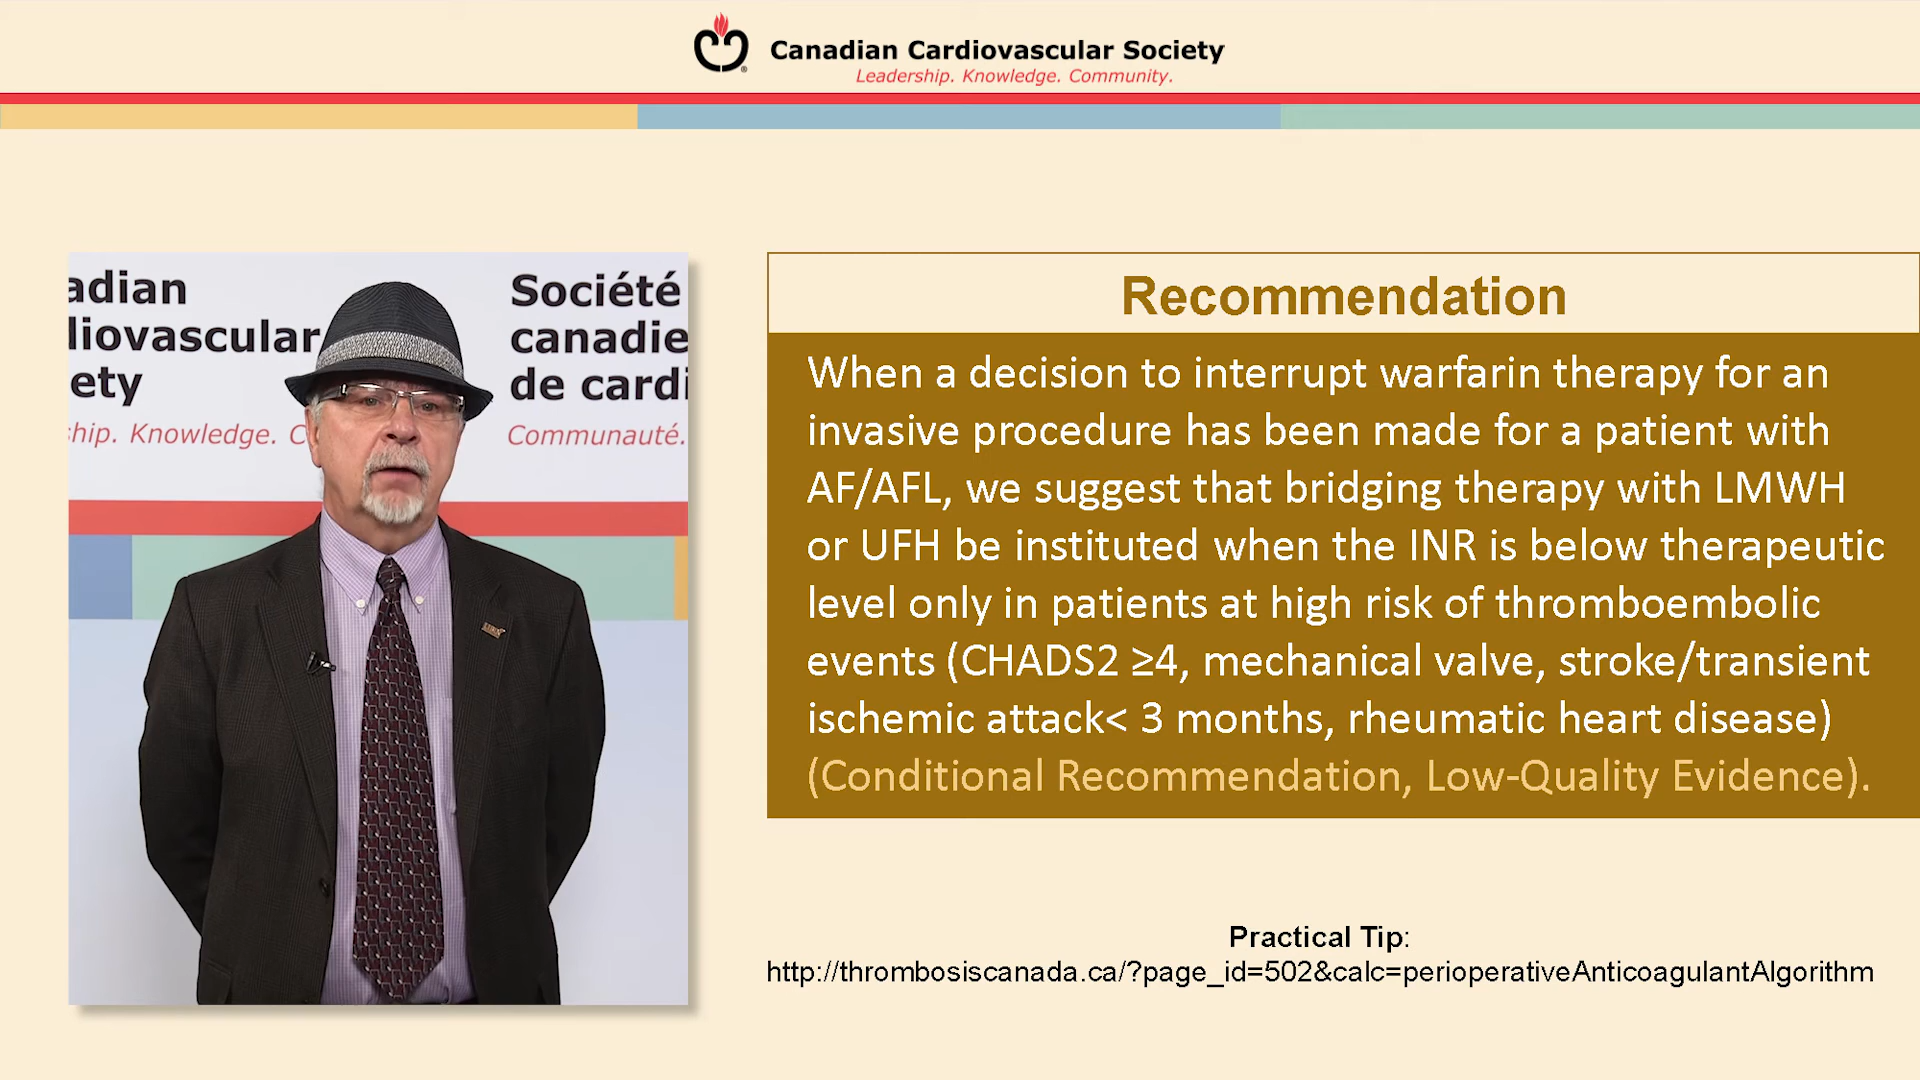 Canadian Cardiovascular Society
Leadership. Knowledge. Community.
adian
diovascular
ety
ship. Knowledge. C
Société
canadie
de cardi
Communauté.
Recommendation
When a decision to interrupt warfarin therapy for an
invasive procedure has been made for a patient with
AF/AFL, we suggest that bridging therapy with LMWH
or UFH be instituted when the INR is below therapeutic
level only in patients at high risk of thromboembolic
events (CHADS2 ≥4, mechanical valve, stroke/transient
ischemic attack< 3 months, rheumatic heart disease)
(Conditional Recommendation, Low-Quality Evidence).
Practical Tip:
http://thrombosiscanada.ca/?page_id=502&calc=perioperativeAnticoagulantAlgorithm